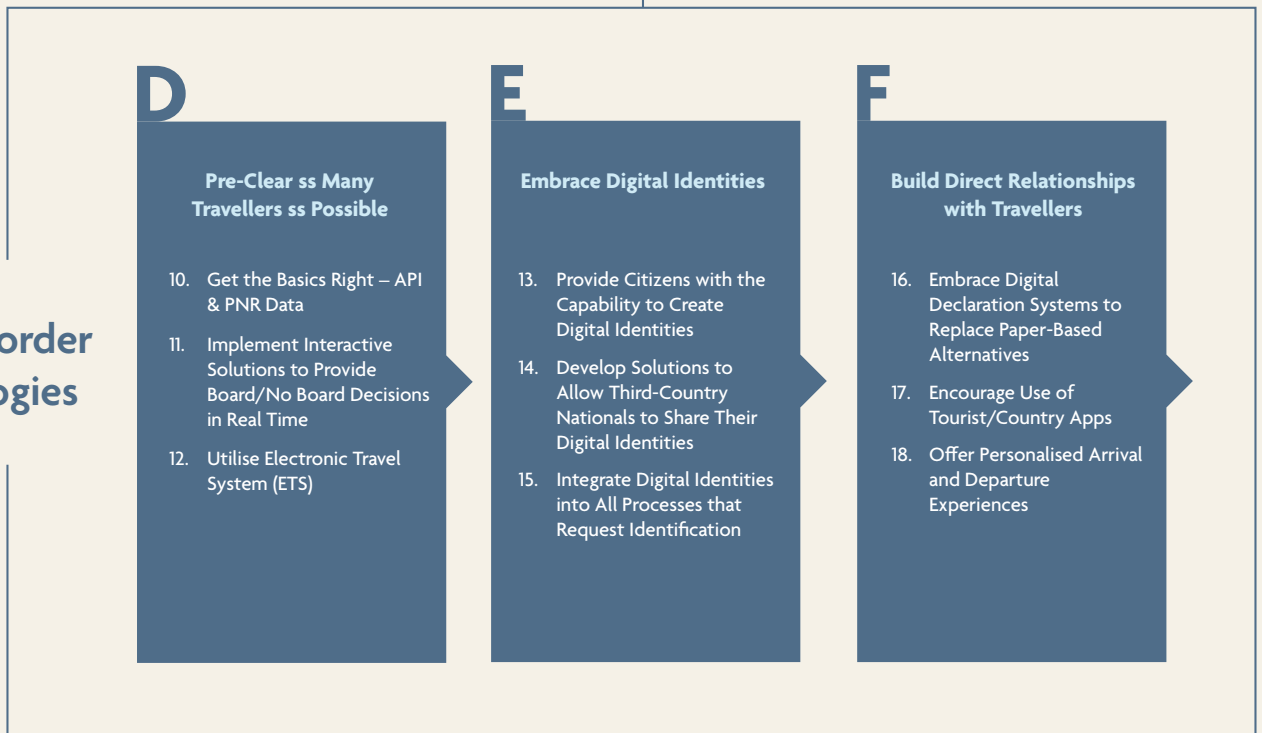 order
ogies
D
Pre-Clear ss Many
Travellers ss Possible
10. Get the Basics Right – API
& PNR Data
11. Implement Interactive
Solutions to Provide
Board/No Board Decisions
in Real Time
12. Utilise Electronic Travel
System (ETS)
E
Embrace Digital Identities
13. Provide Citizens with the
Capability to Create
Digital Identities
14. Develop Solutions to
Allow Third-Country
Nationals to Share Their
Digital Identities
15. Integrate Digital Identities
into All Processes that
Request Identification
F
Build Direct Relationships
with Travellers
16. Embrace Digital
Declaration Systems to
Replace Paper-Based
Alternatives
17. Encourage Use of
Tourist/Country Apps
18. Offer Personalised Arrival
and Departure
Experiences